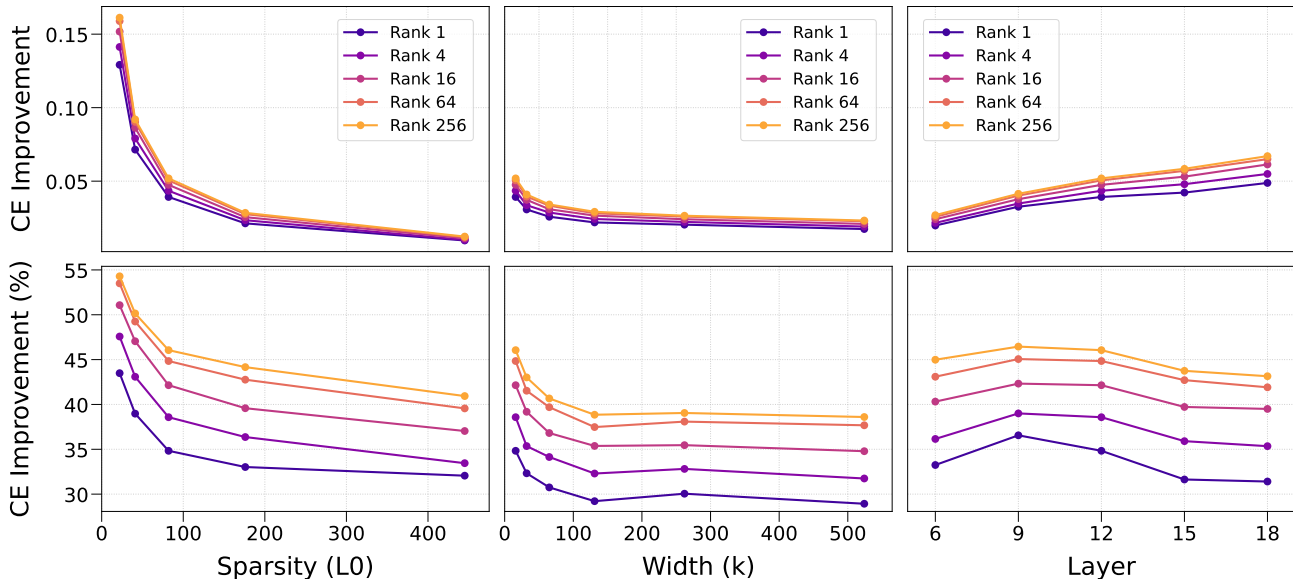 CE Improvement
0.15
0.10
0.05
Rank 1
Rank 4
Rank 16
Rank 64
Rank 256
Rank 1
Rank 4
Rank 16
Rank 64
Rank 256
Rank 1
Rank 4
Rank 16
Rank 64
Rank 256
CE Improvement (%)
55
50
45
40
35
30
0 100 200 300 400
Sparsity (L0)
0 100 200 300 400 500
Width (k)
6 9 12 15 18
Layer